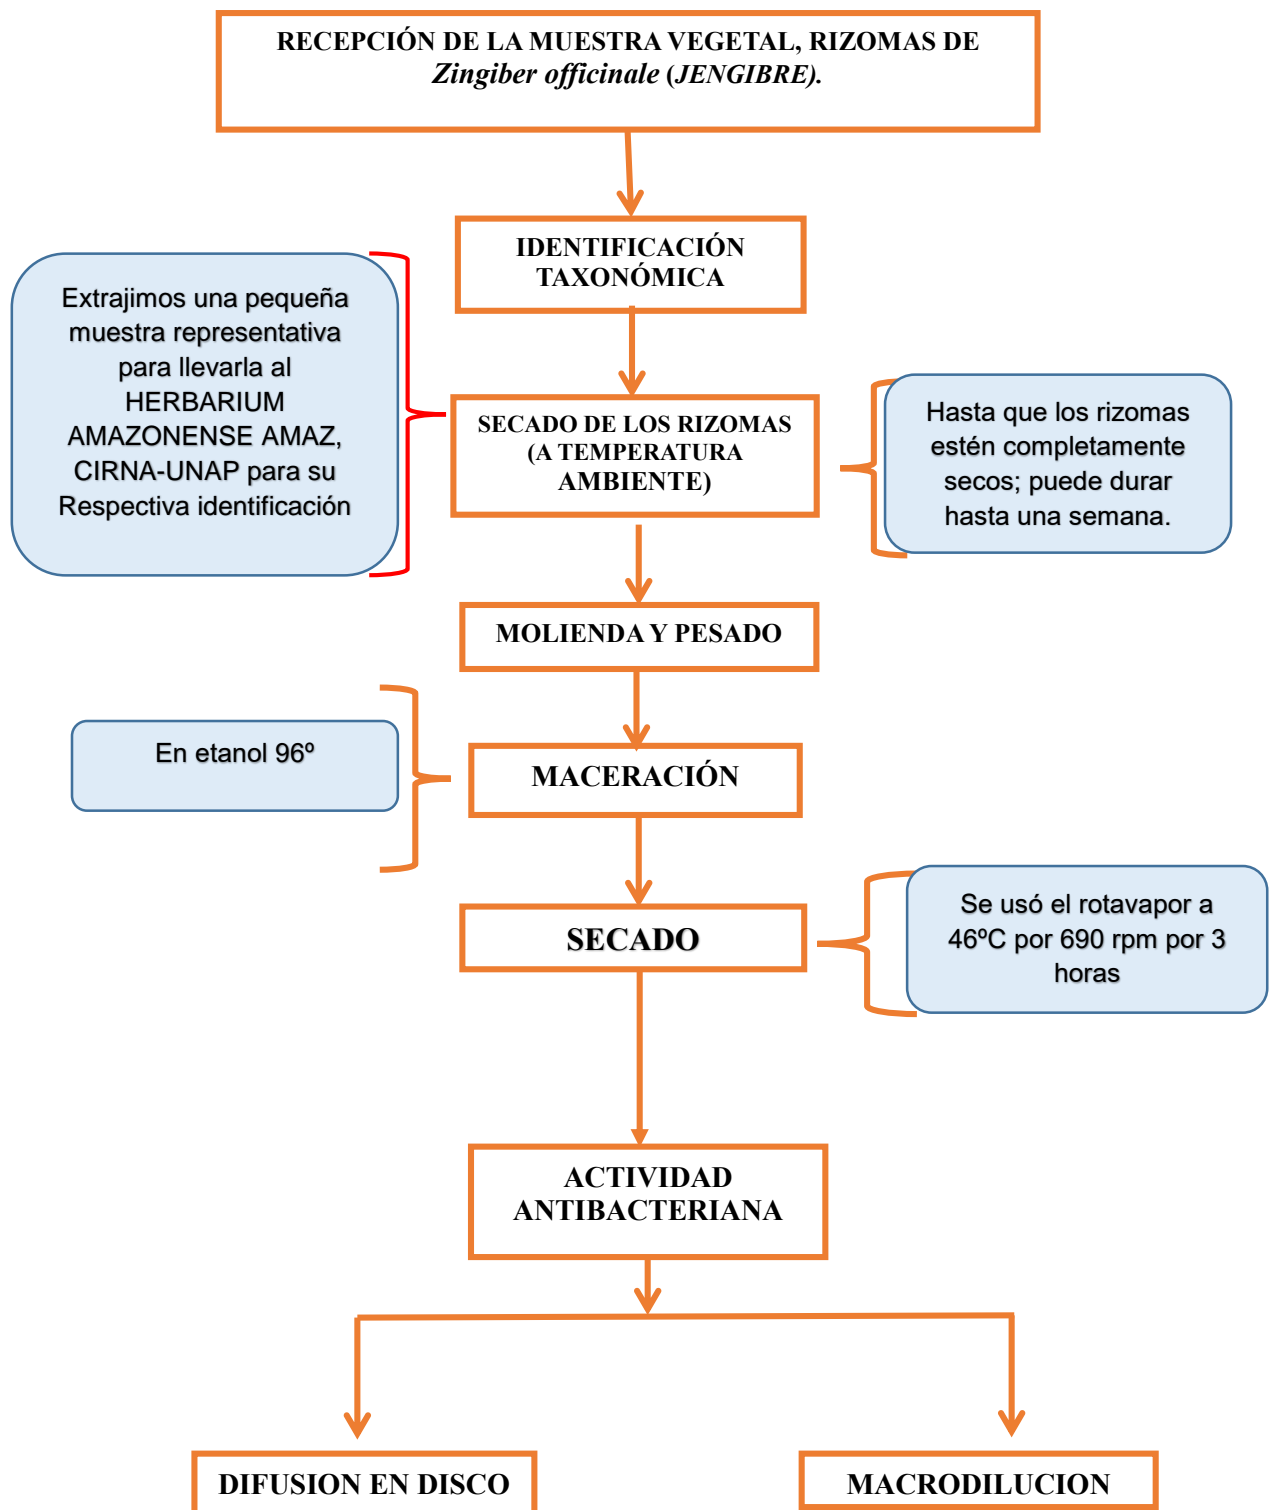 RECEPCIÓN DE LA MUESTRA VEGETAL, RIZOMAS DE
Zingiber officinale (JENGIBRE).
IDENTIFICACIÓN
TAXONÓMICA
Extrajimos una pequeña
muestra representativa
para llevarla al
HERBARIUM
AMAZONENSE AMAZ,
CIRNA-UNAP para su
Respectiva identificación
SECADO DE LOS RIZOMAS
(A TEMPERATURA
AMBIENTE)
Hasta que los rizomas
estén completamente
secos; puede durar
hasta una semana.
MOLIENDA Y PESADO
En etanol 96º
MACERACIÓN
SECADO
Se usó el rotavapor a
46ºC por 690 rpm por 3
horas
ACTIVIDAD
ANTIBACTERIANA
DIFUSION EN DISCO
MACRODILUCION